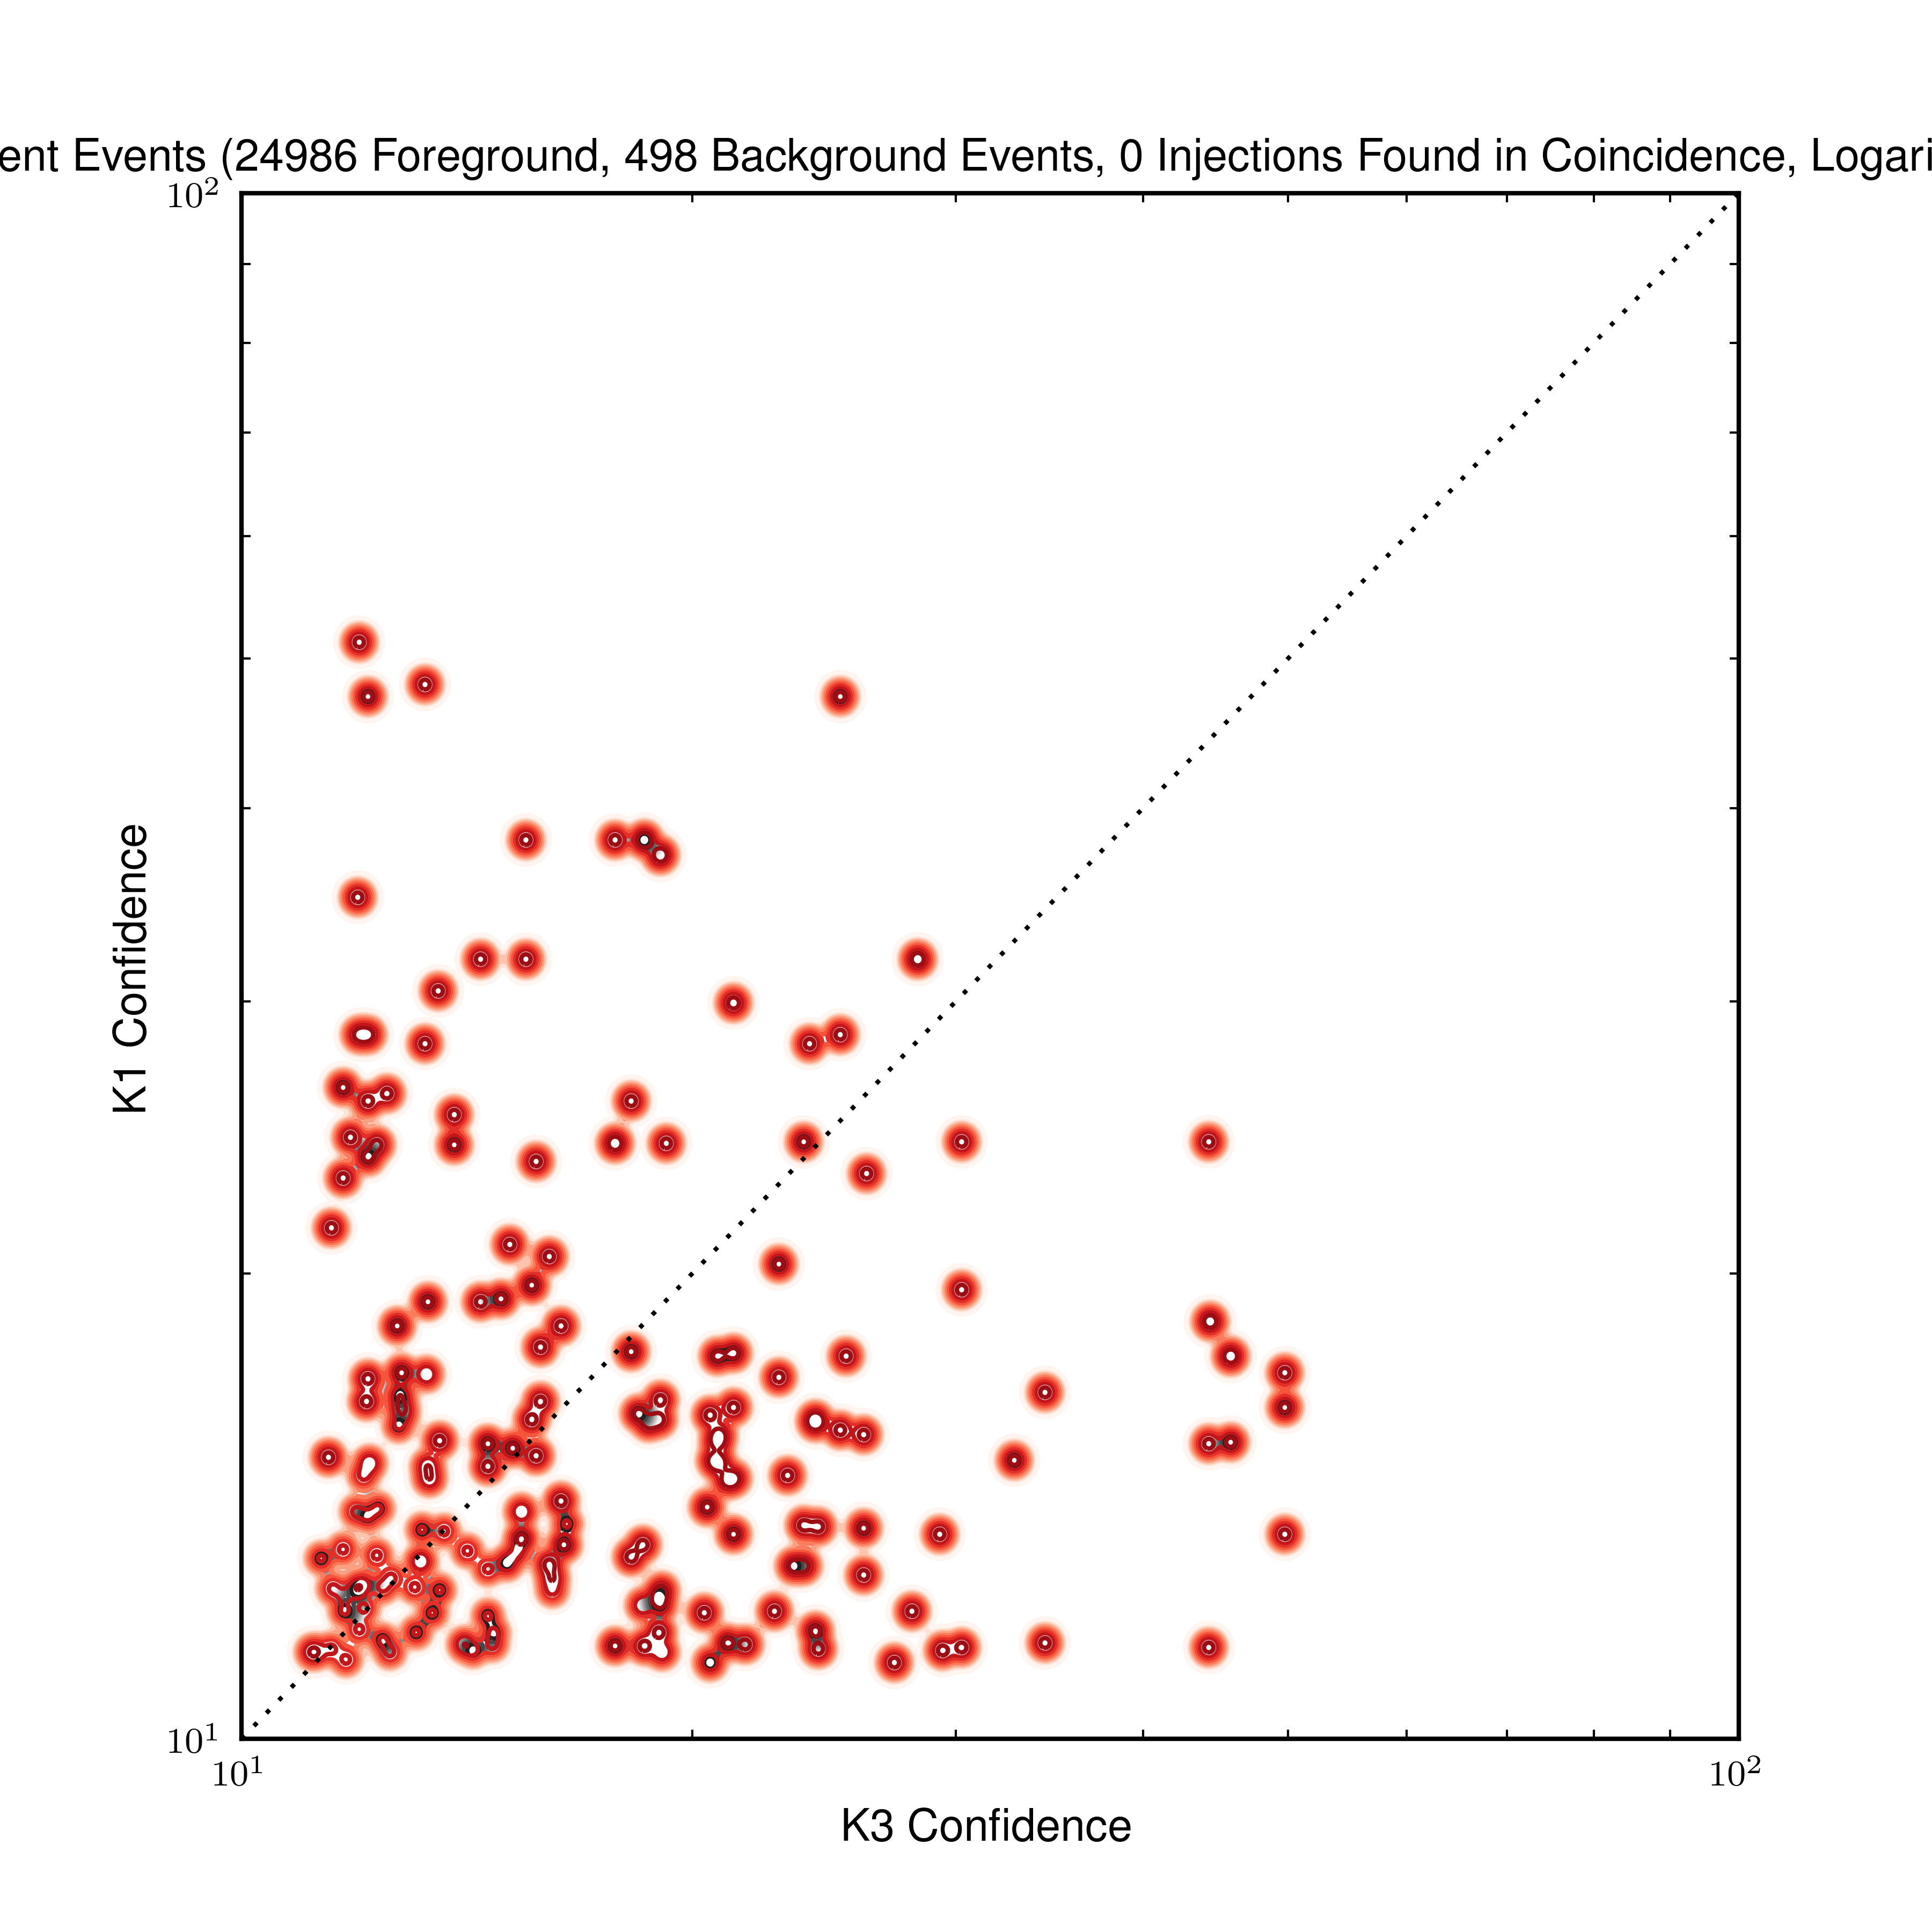 ent Events (24986 Foreground, 498 Background Events, 0 Injections Found in Coincidence, Logari
10²
K1 Confidence
10¹
10¹ 10²
K3 Confidence